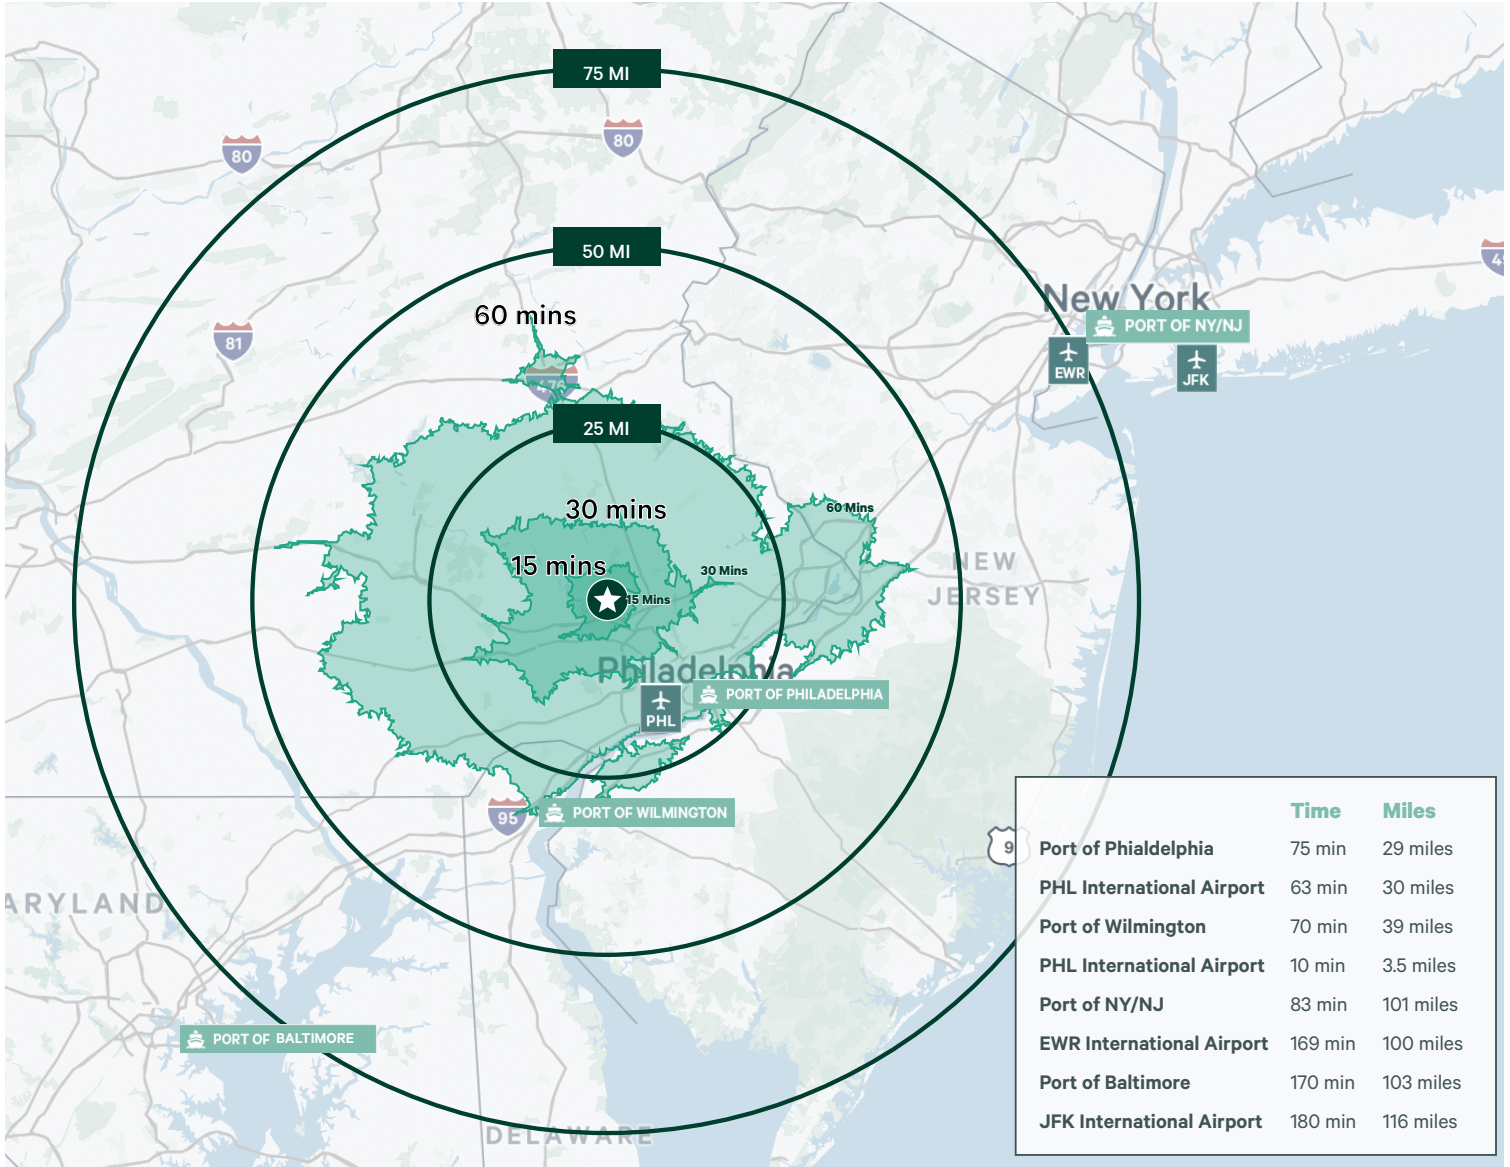 75 MI
80
80
50 MI
New York
60 mins
PORT OF NY/NJ
81
EWR
JFK
476
25 MI
30 mins
60 Mins
15 mins
30 Mins
NEW
JERSEY
15 Mins
Philadelphia
PORT OF PHILADELPHIA
PHL
95
PORT OF WILMINGTON
9
ARYLAND
PORT OF BALTIMORE
DELAWARE
Time Miles
Port of Phialdelphia 75 min 29 miles
PHL International Airport 63 min 30 miles
Port of Wilmington 70 min 39 miles
PHL International Airport 10 min 3.5 miles
Port of NY/NJ 83 min 101 miles
EWR International Airport 169 min 100 miles
Port of Baltimore 170 min 103 miles
JFK International Airport 180 min 116 miles